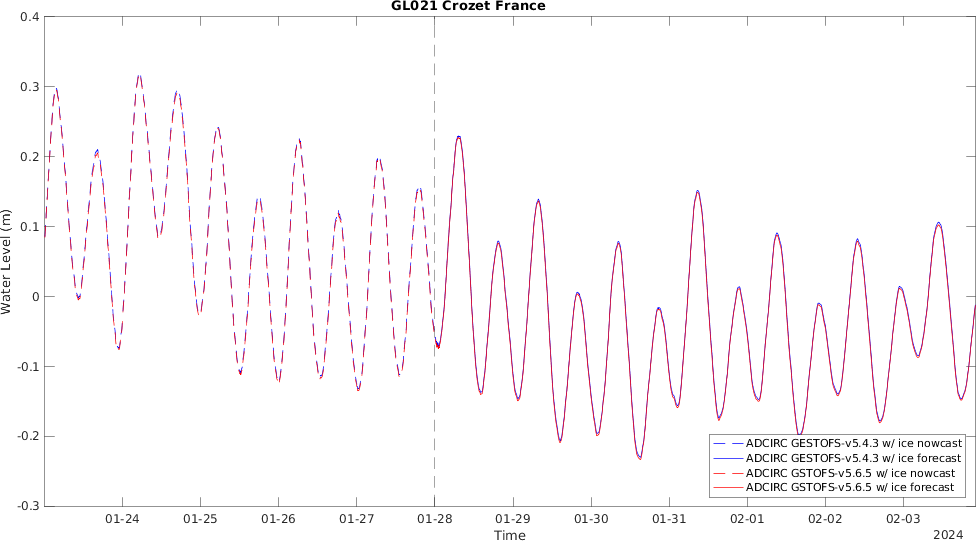 GL021 Crozet France
0.4
0.3
0.2
0.1
0
-0.1
-0.2
-0.3
Water Level (m)
01-24 01-25 01-26 01-27 01-28 01-29 01-30 01-31 02-01 02-02 02-03
Time
2024
ADCIRC GESTOFS-v5.4.3 w/ ice nowcast
ADCIRC GESTOFS-v5.4.3 w/ ice forecast
ADCIRC GSTOFS-v5.6.5 w/ ice nowcast
ADCIRC GSTOFS-v5.6.5 w/ ice forecast